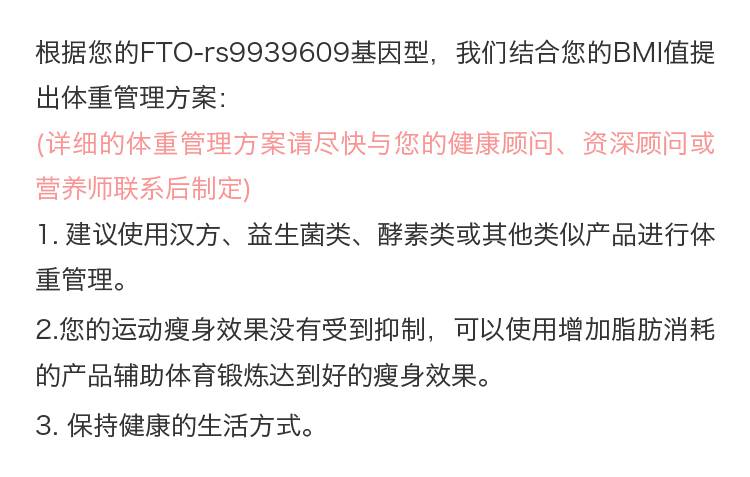 根据您的FTO-rs9939609基因型，我们结合您的BMI值提
出体重管理方案：
(详细的体重管理方案请尽快与您的健康顾问、资深顾问或
营养师联系后制定)
1. 建议使用汉方、益生菌类、酵素类或其他类似产品进行体
重管理。
2.您的运动瘦身效果没有受到抑制，可以使用增加脂肪消耗
的产品辅助体育锻炼达到好的瘦身效果。
3. 保持健康的生活方式。